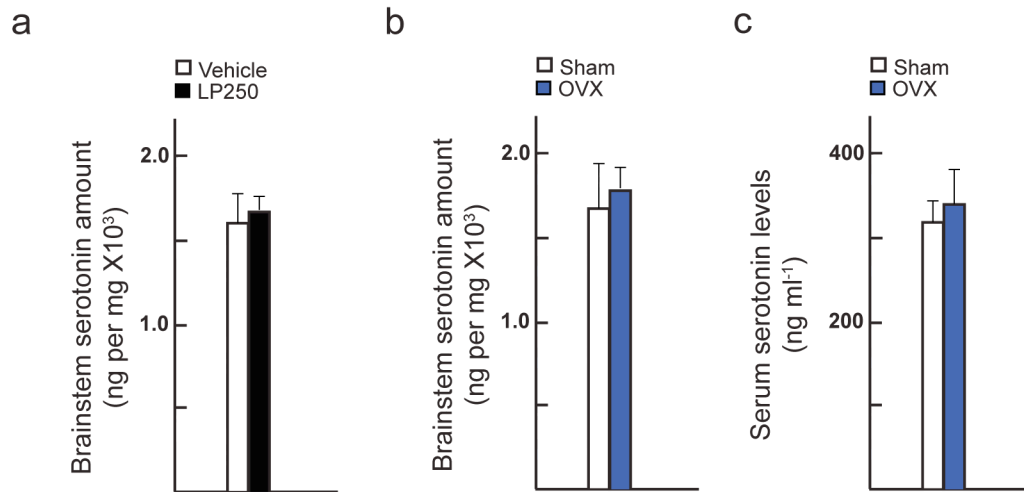 a
Vehicle
LP250
Brainstem serotonin amount
(ng per mg X10³)
2.0
1.0
b
Sham
OVX
Brainstem serotonin amount
(ng per mg X10³)
2.0
1.0
c
Sham
OVX
Serum serotonin levels
(ng ml⁻¹)
400
200